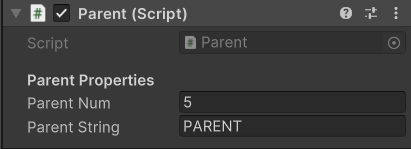 Parent (Script)
Script Parent
Parent Properties
Parent Num 5
Parent String PARENT